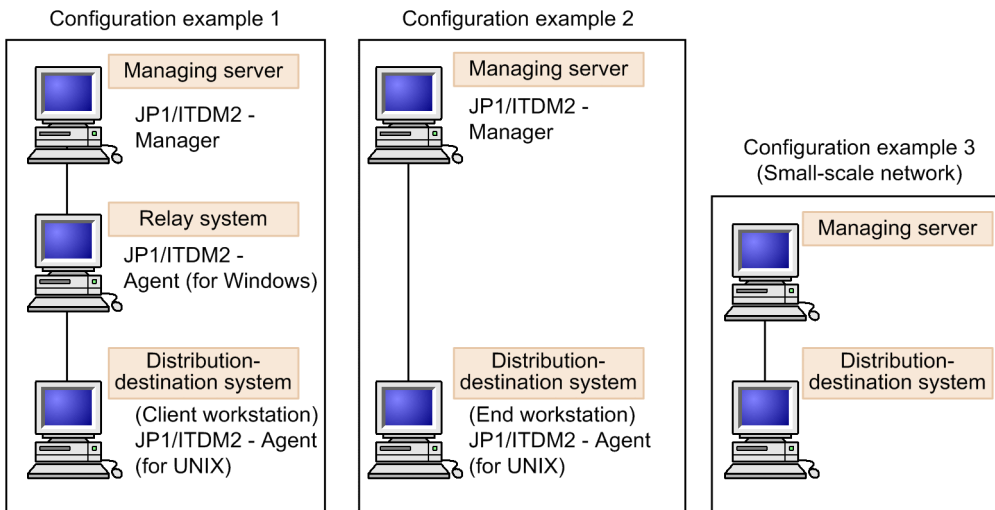 Configuration example 1
Managing server
JP1/ITDM2 -
Manager
Relay system
JP1/ITDM2 -
Agent (for Windows)
Distribution-
destination system
(Client workstation)
JP1/ITDM2 - Agent
(for UNIX)
Configuration example 2
Managing server
JP1/ITDM2 -
Manager
Distribution-
destination system
(End workstation)
JP1/ITDM2 - Agent
(for UNIX)
Configuration example 3
(Small-scale network)
Managing server
Distribution-
destination system